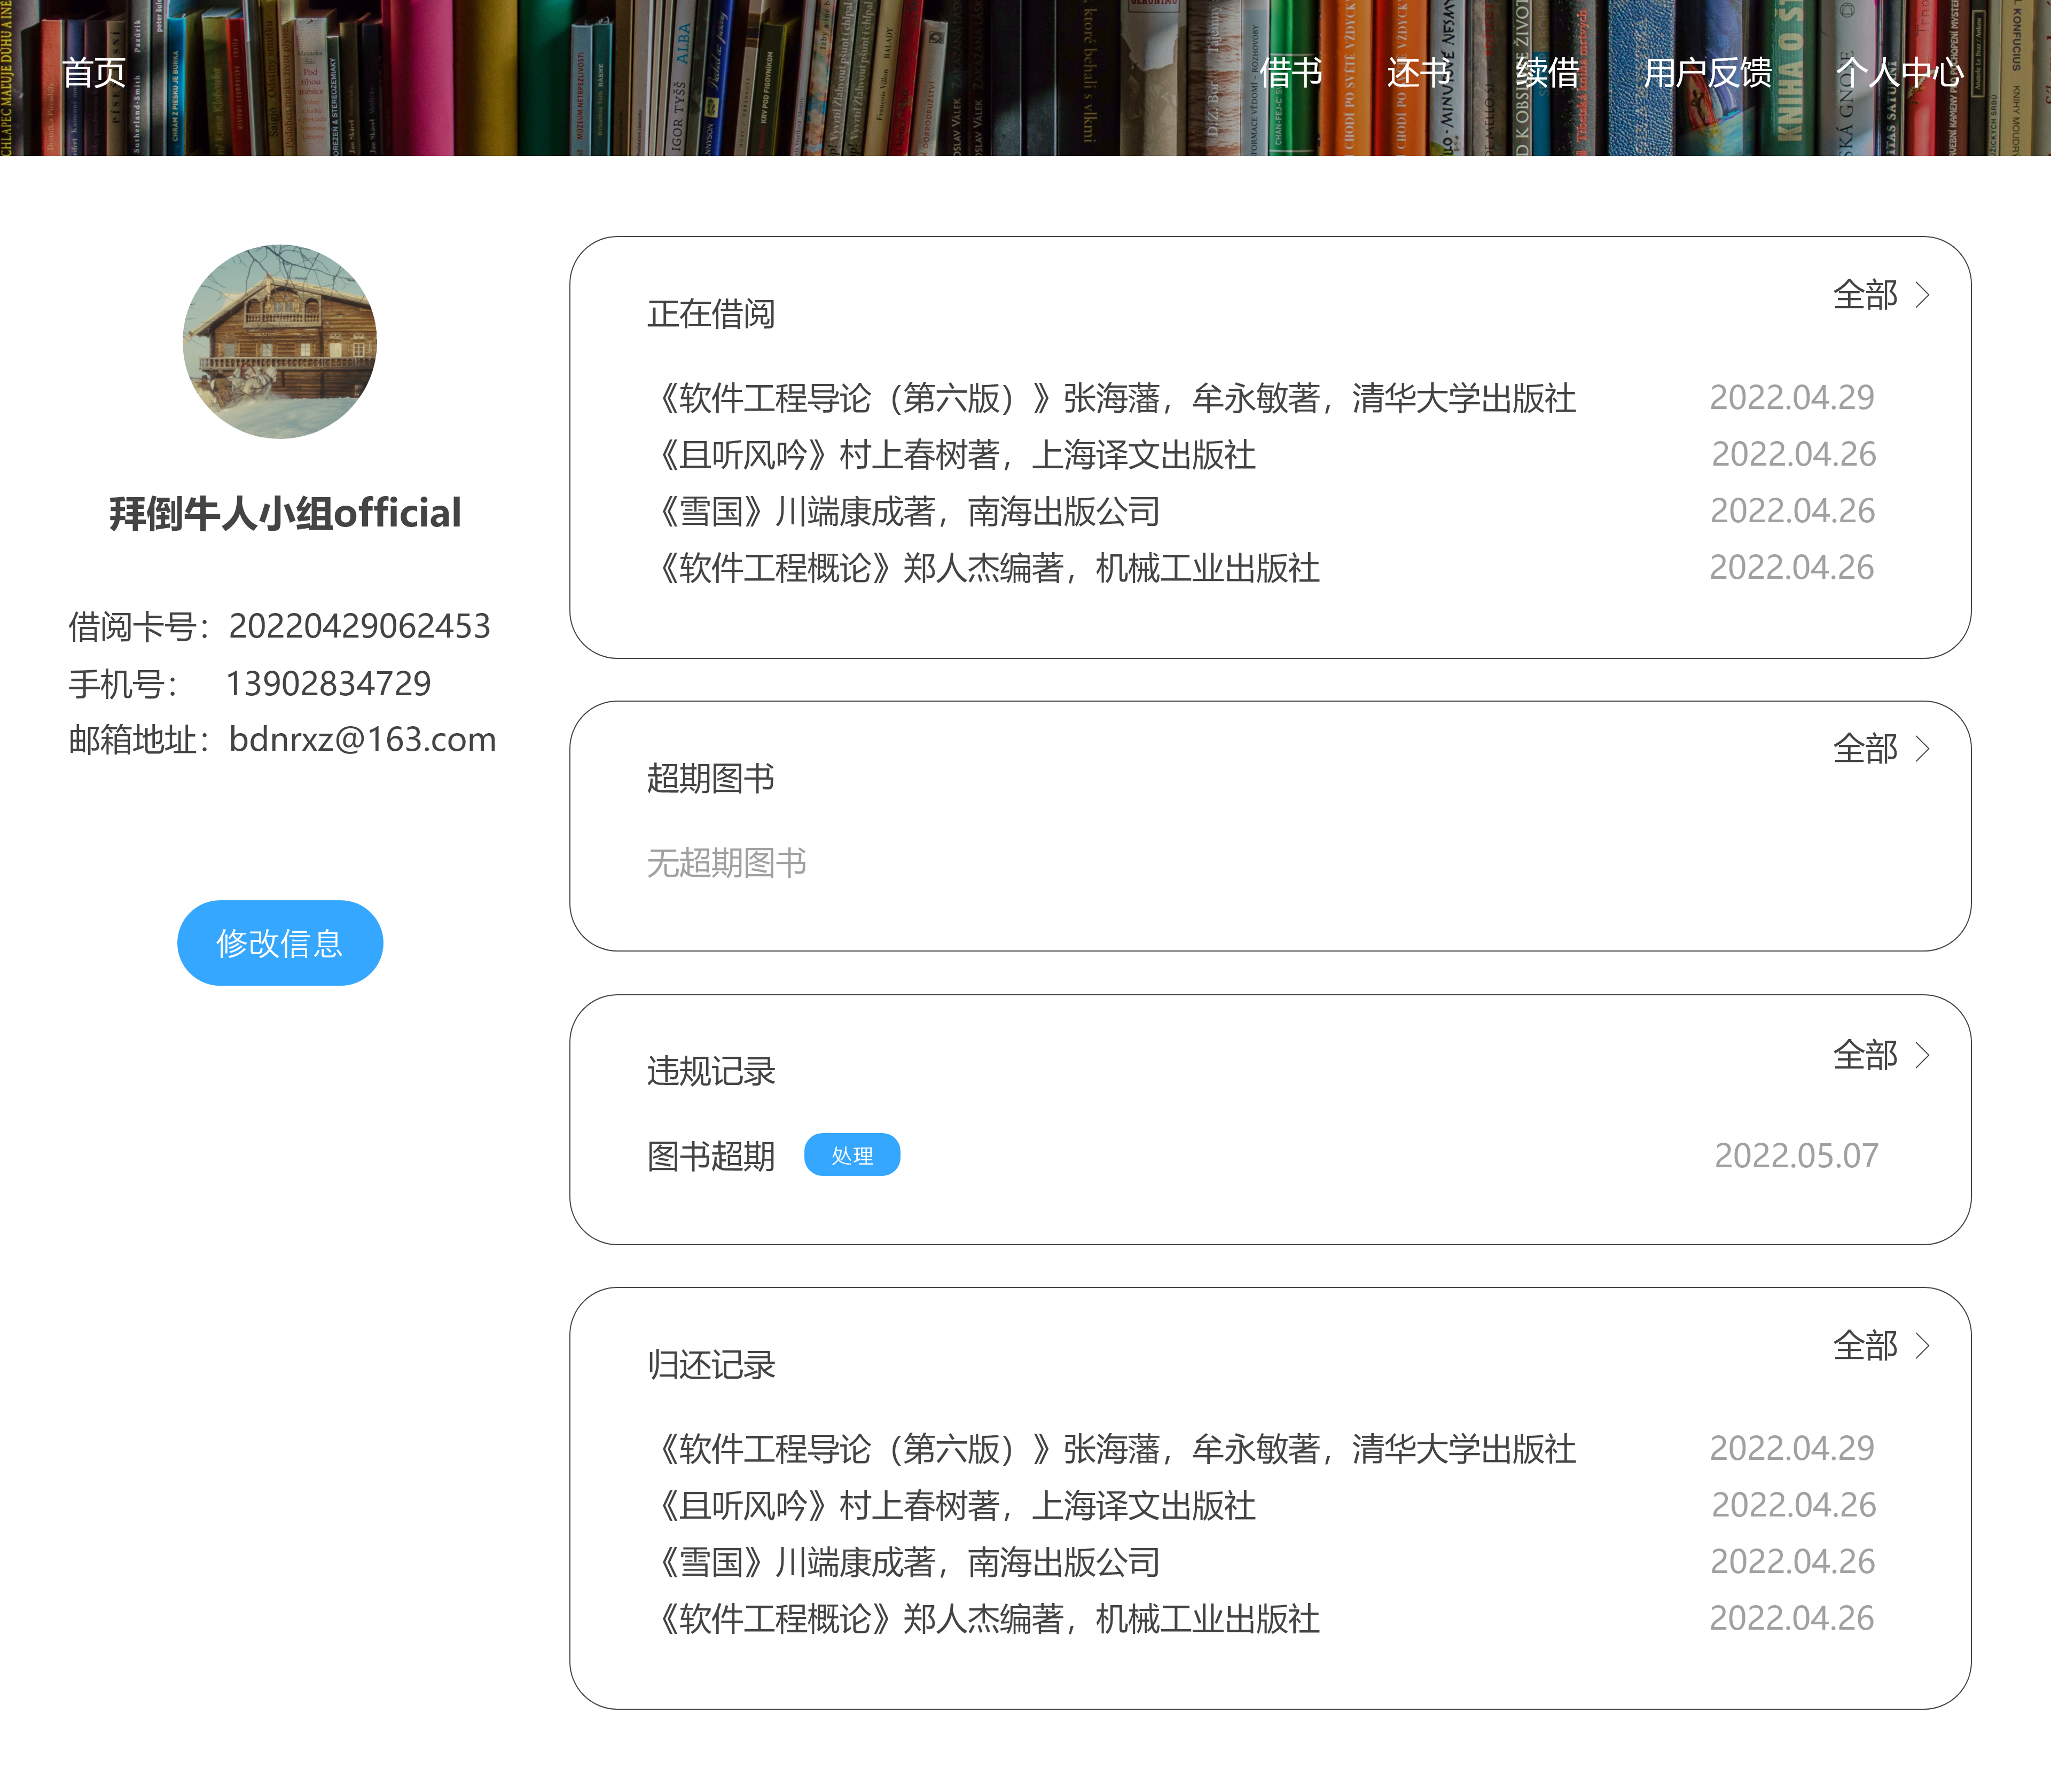 首页 借书 还书 续借 用户反馈 个人中心
拜倒牛人小组official
借阅卡号：20220429062453
手机号： 13902834729
邮箱地址：bdnrxz@163.com
修改信息
正在借阅 全部
《软件工程导论（第六版）》张海藩，牟永敏著，清华大学出版社 2022.04.29
《且听风吟》村上春树著，上海译文出版社 2022.04.26
《雪国》川端康成著，南海出版公司 2022.04.26
《软件工程概论》郑人杰编著，机械工业出版社 2022.04.26
超期图书 全部
无超期图书
违规记录 全部
图书超期 处理 2022.05.07
归还记录 全部
《软件工程导论（第六版）》张海藩，牟永敏著，清华大学出版社 2022.04.29
《且听风吟》村上春树著，上海译文出版社 2022.04.26
《雪国》川端康成著，南海出版公司 2022.04.26
《软件工程概论》郑人杰编著，机械工业出版社 2022.04.26